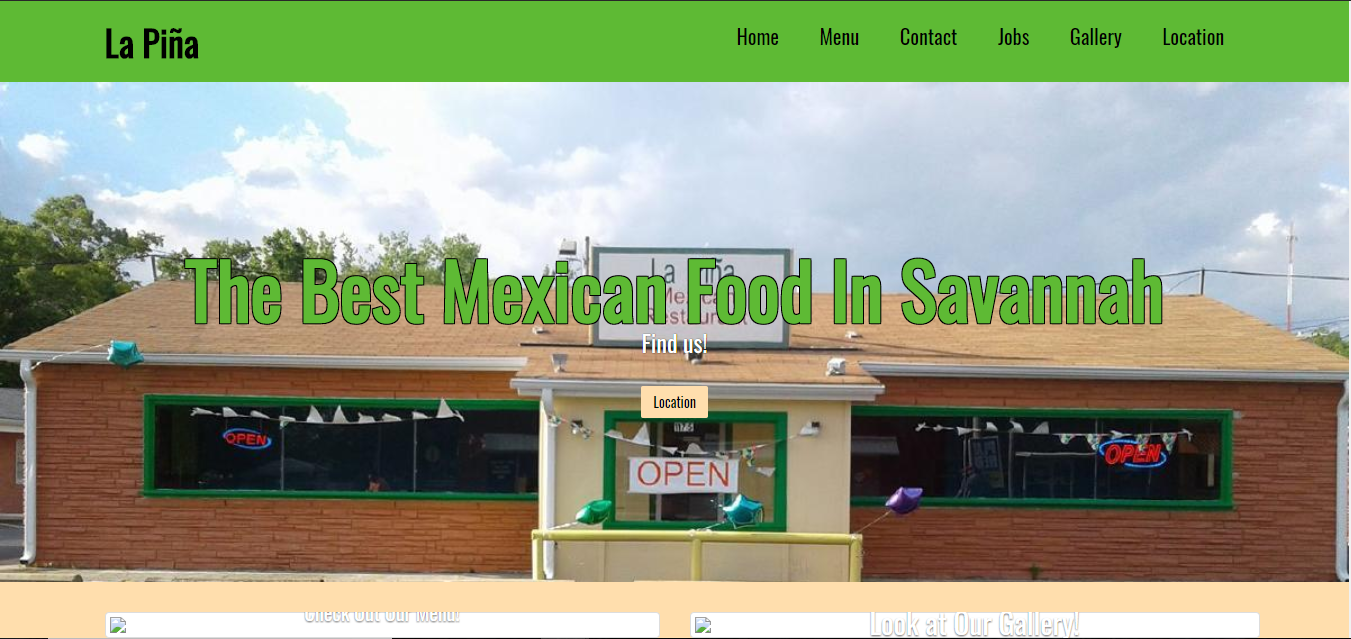 La Piña
Home Menu Contact Jobs Gallery Location
La Piña
Mexican
Restaurant
The Best Mexican Food In Savannah
Find us!
Location
1175
OPEN
OPEN
OPEN
Check Out Our Menu!
Look at Our Gallery!